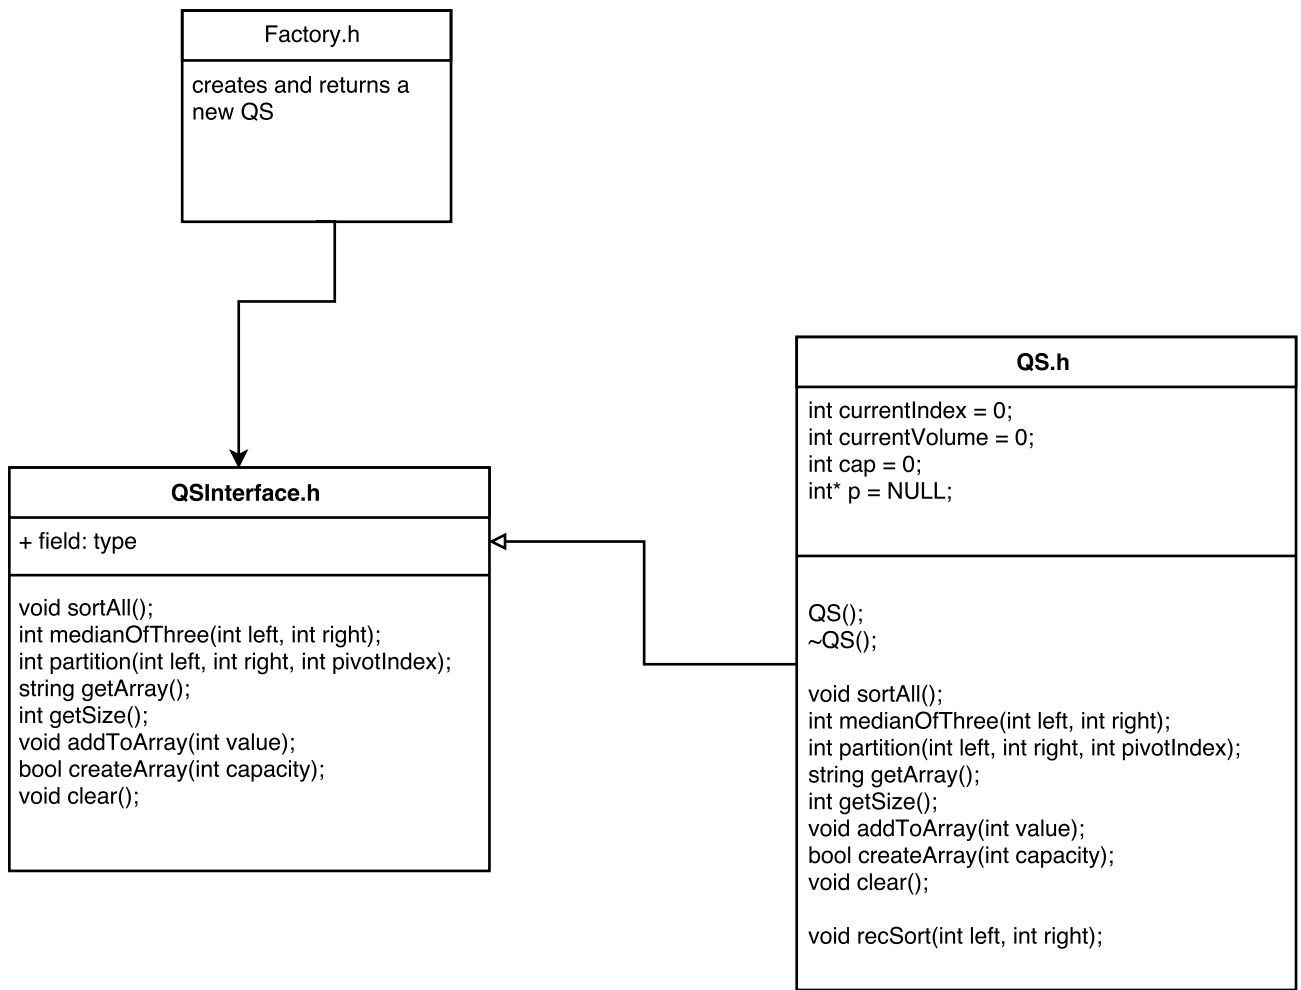 Factory.h
creates and returns a
new QS
QSInterface.h
+ field: type
void sortAll();
int medianOfThree(int left, int right);
int partition(int left, int right, int pivotIndex);
string getArray();
int getSize();
void addToArray(int value);
bool createArray(int capacity);
void clear();
QS.h
int currentIndex = 0;
int currentVolume = 0;
int cap = 0;
int* p = NULL;
QS();
~QS();
void sortAll();
int medianOfThree(int left, int right);
int partition(int left, int right, int pivotIndex);
string getArray();
int getSize();
void addToArray(int value);
bool createArray(int capacity);
void clear();
void recSort(int left, int right);